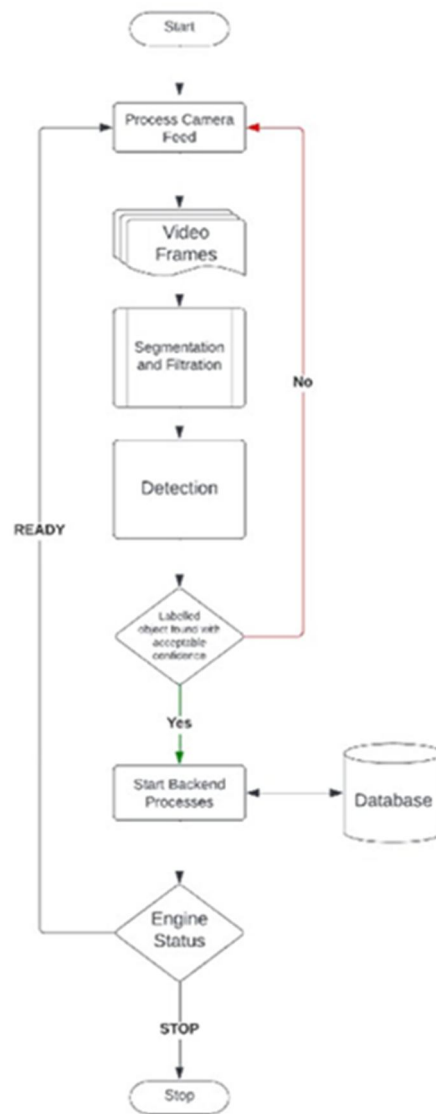 Start
Process Camera
Feed
Video
Frames
Segmentation
and Filtration
No
Detection
READY
Labelled
object found with
acceptable
confidence
Yes
Start Backend
Processes
Database
Engine
Status
STOP
Stop